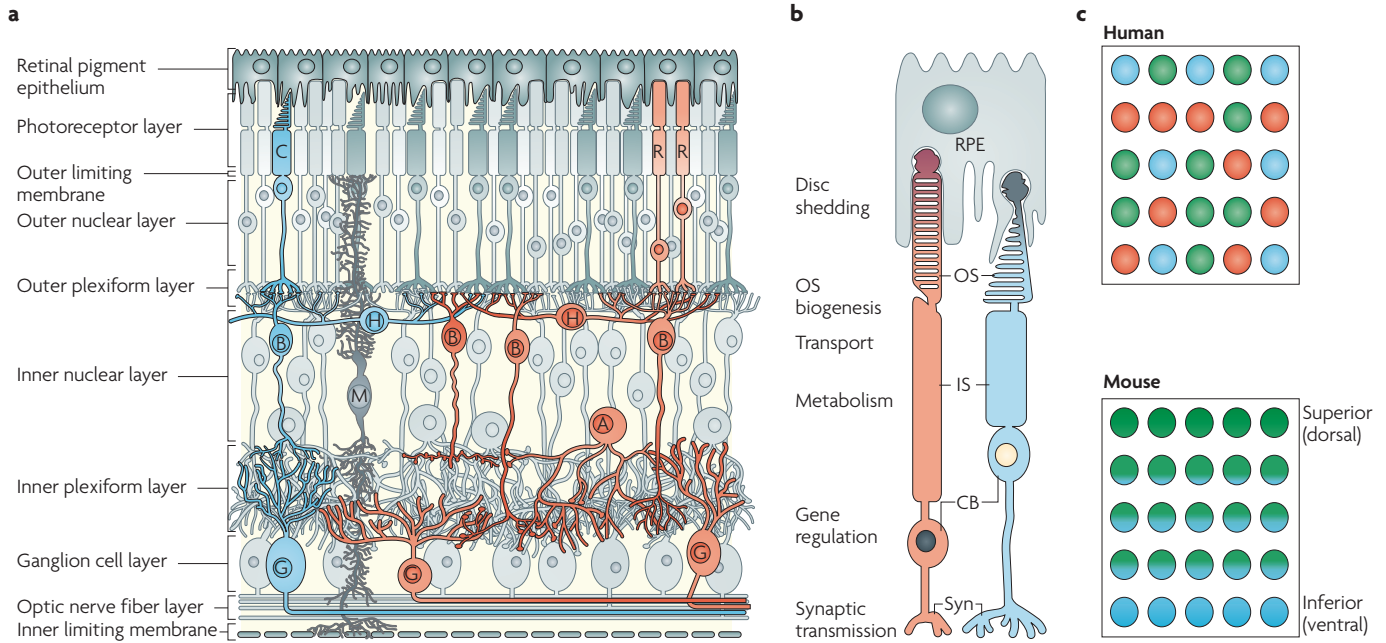 a
Retinal pigment
epithelium
Photoreceptor layer
Outer limiting
membrane
Outer nuclear layer
Outer plexiform layer
Inner nuclear layer
Inner plexiform layer
Ganglion cell layer
Optic nerve fiber layer
Inner limiting membrane
C
R R
H H
B B B B
M
A
G G G
b
RPE
Disc
shedding
OS
OS
biogenesis
Transport
IS
Metabolism
CB
Gene
regulation
Syn
Synaptic
transmission
c
Human
Mouse
Superior
(dorsal)
Inferior
(ventral)